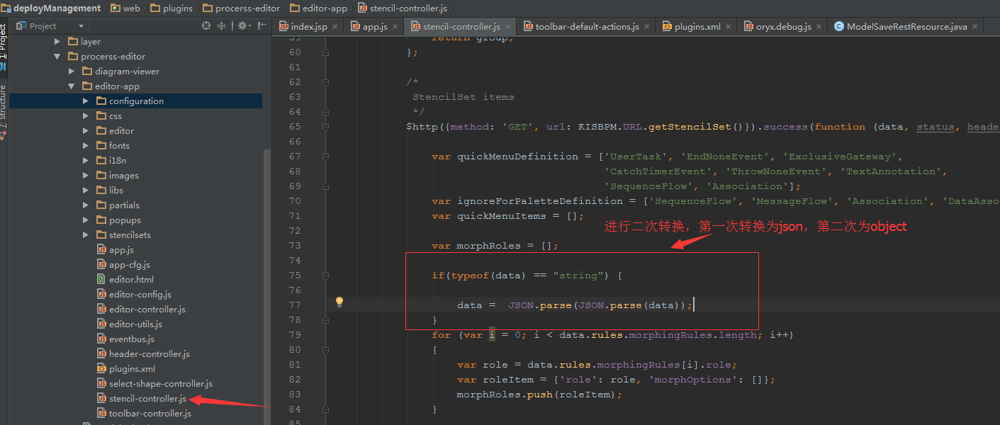 deployManagement web plugins procerss-editor editor-app stencil-controller.js
Project
index.jsp app.js stencil-controller.js toolbar-default-actions.js plugins.xml oryx.debug.js ModelSaveRestResource.java
1: Project
7: Structure
layer
procerss-editor
diagram-viewer
editor-app
configuration
css
editor
fonts
i18n
images
libs
partials
popups
stencilsets
app.js
app-cfg.js
editor.html
editor-config.js
editor-controller.js
editor-utils.js
eventbus.js
header-controller.js
plugins.xml
select-shape-controller.js
stencil-controller.js
toolbar-controller.js
59 return group;
60 };
61
62 /*
63 StencilSet items
64 */
65 $http({method: 'GET', url: KISBPM.URL.getStencilSet()}).success(function (data, status, heade
66
67 var quickMenuDefinition = ['UserTask', 'EndNoneEvent', 'ExclusiveGateway',
68 'CatchTimerEvent', 'ThrowNoneEvent', 'TextAnnotation',
69 'SequenceFlow', 'Association'];
70 var ignoreForPaletteDefinition = ['SequenceFlow', 'MessageFlow', 'Association', 'DataAsso
71 var quickMenuItems = [];
72
进行二次转换，第一次转换为json，第二次为object
73 var morphRoles = [];
74
75 if(typeof(data) == "string") {
76
77 data = JSON.parse(JSON.parse(data));
78 }
79 for (var i = 0; i < data.rules.morphingRules.length; i++)
80 {
81 var role = data.rules.morphingRules[i].role;
82 var roleItem = {'role': role, 'morphOptions': []};
83 morphRoles.push(roleItem);
84 }
85